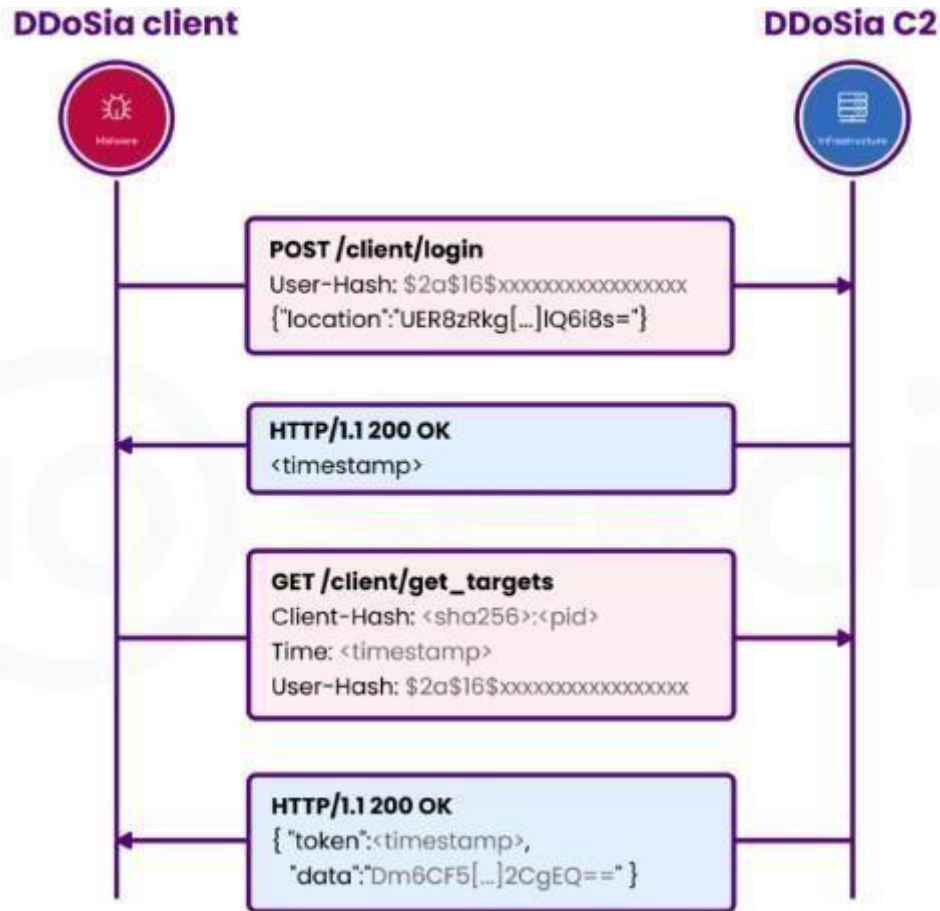 DDoSia client
DDoSia C2
Malware
Infrastructure
POST /client/login
User-Hash: $2a$16$xxxxxxxxxxxxxxxxx
{"location":"UER8zRkg[...]lQ6i8s="}
HTTP/1.1 200 OK
<timestamp>
GET /client/get_targets
Client-Hash: <sha256>:<pid>
Time: <timestamp>
User-Hash: $2a$16$xxxxxxxxxxxxxxxxx
HTTP/1.1 200 OK
{ "token":<timestamp>,
"data":"Dm6CF5[...]2CgEQ==" }